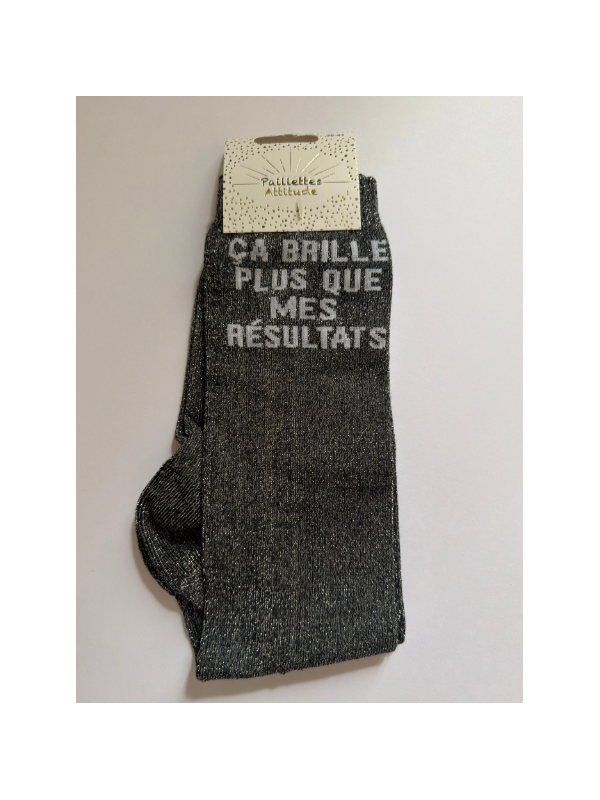 Paillettes
Attitude
ÇA BRILLE
PLUS QUE
MES
RÉSULTATS